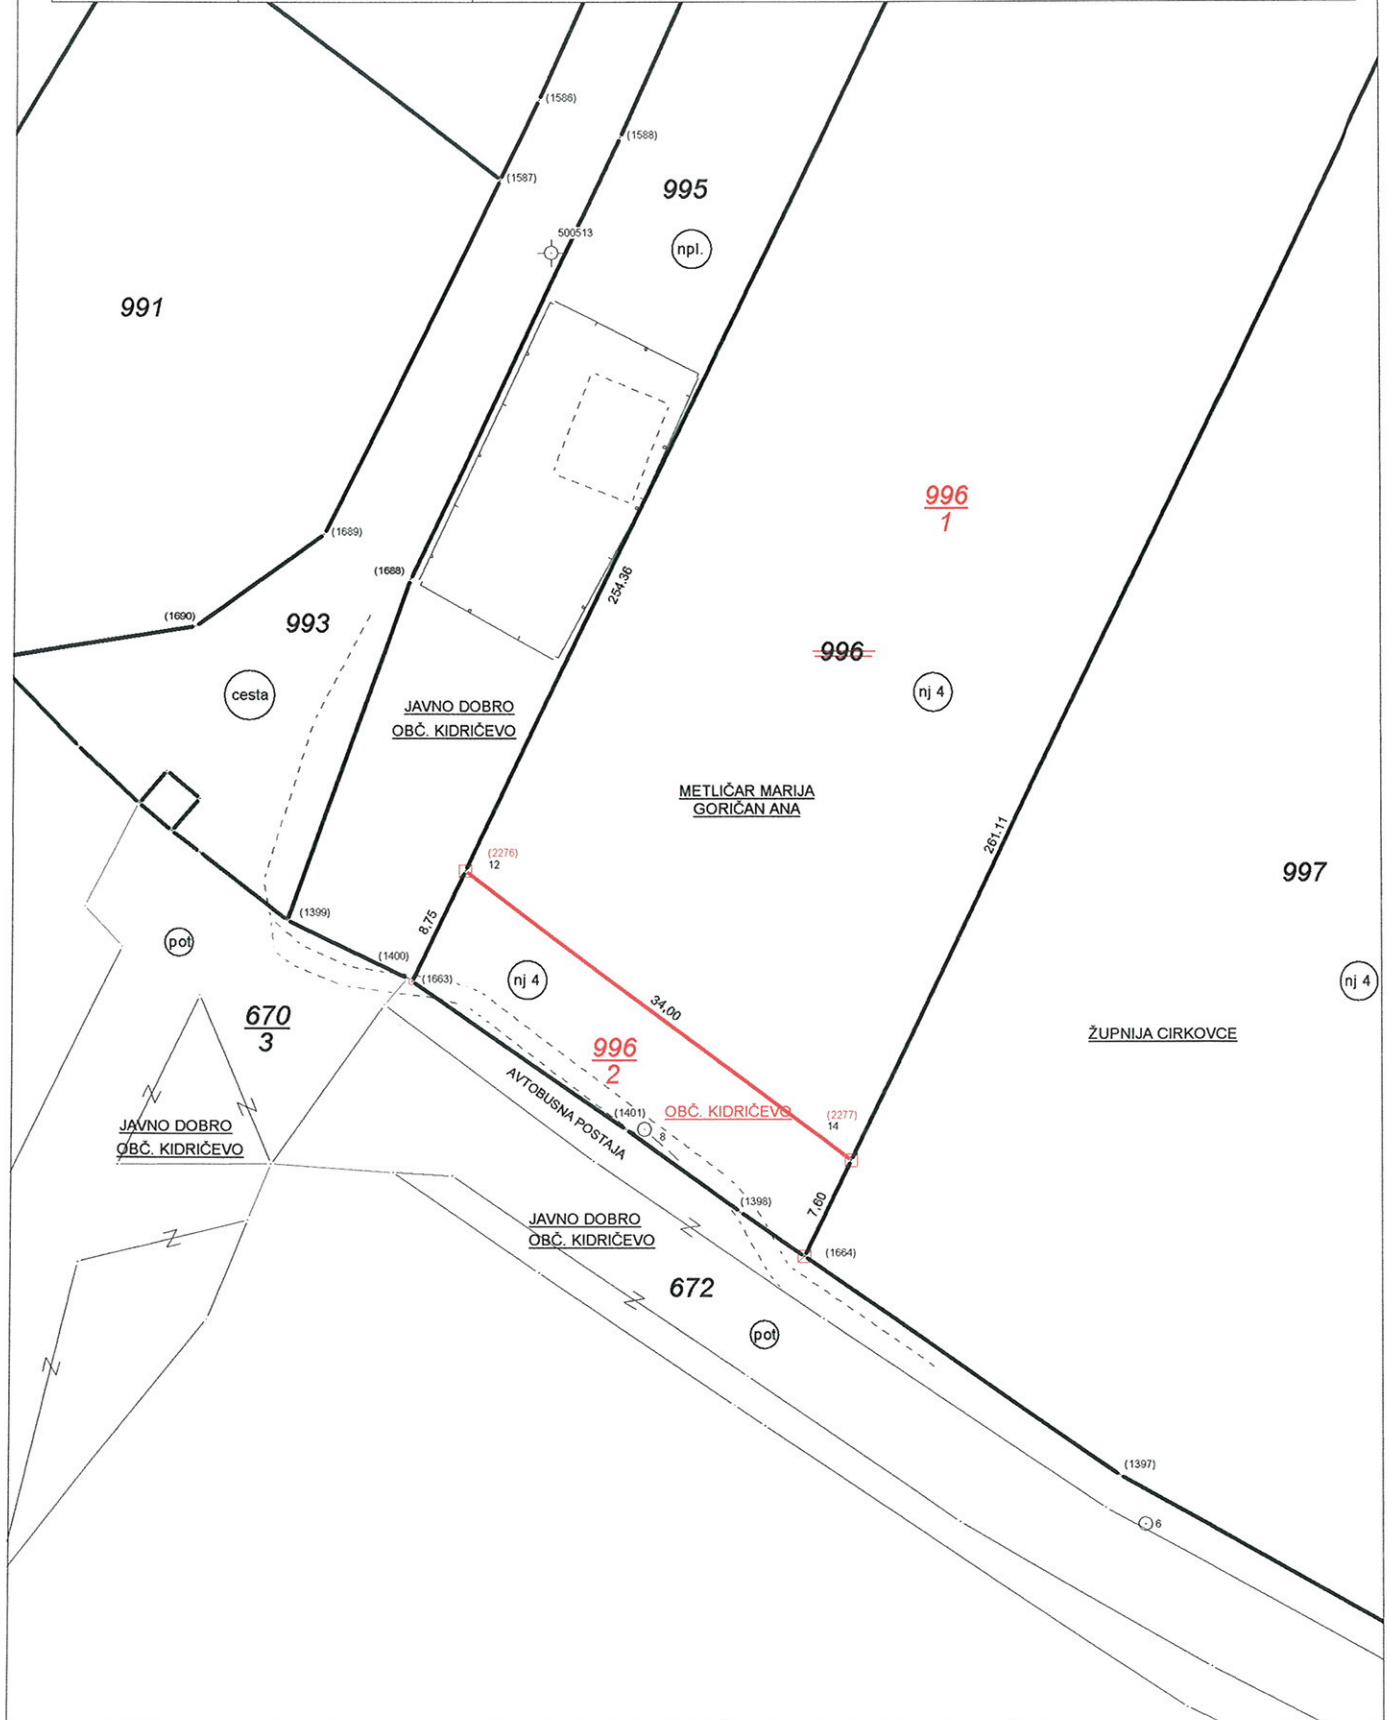 (1586)
(1588)
(1587)
995
500513
npl.
991
996
1
(1689)
(1688)
254.36
(1690)
993
996
nj 4
cesta
JAVNO DOBRO
OBČ. KIDRIČEVO
METLIČAR MARIJA
GORIČAN ANA
261.11
997
(2276)
12
(1399)
8,75
pot
(1400)
(1663)
nj 4
nj 4
34,00
670
3
ŽUPNIJA CIRKOVCE
996
2
AVTOBUSNA POSTAJA
(1401)
8
OBČ. KIDRIČEVO
(2277)
14
JAVNO DOBRO
OBČ. KIDRIČEVO
(1398)
7,60
JAVNO DOBRO
OBČ. KIDRIČEVO
(1664)
672
pot
(1397)
6